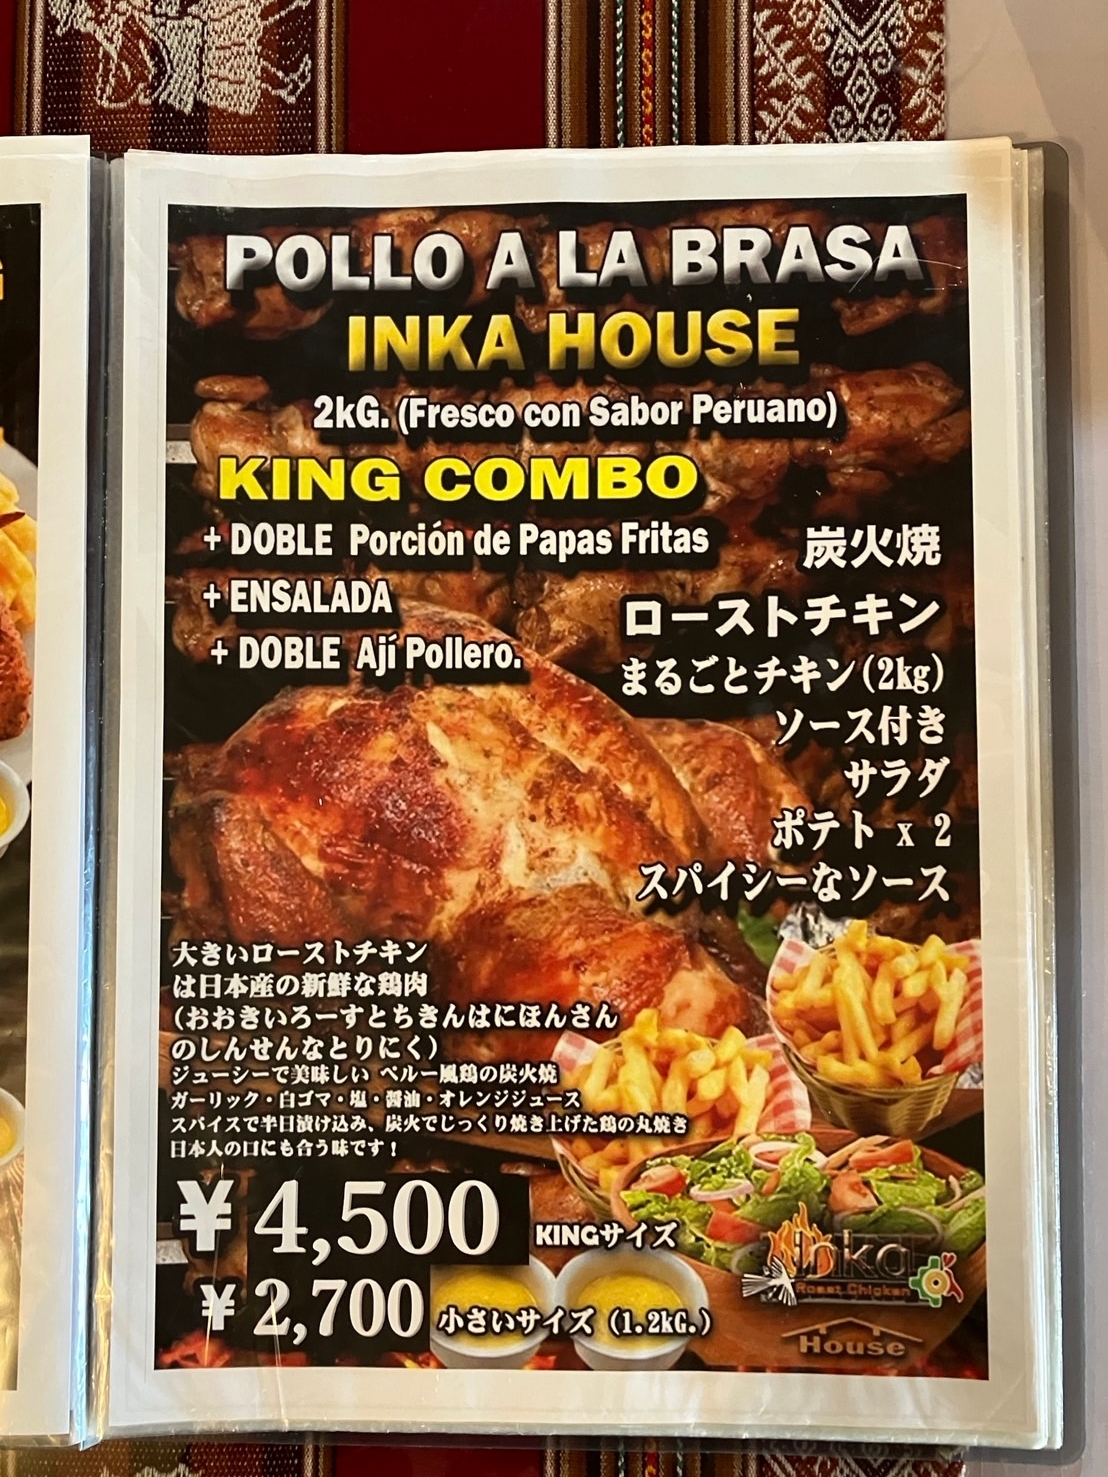 POLLO A LA BRASA
INKA HOUSE
2kG. (Fresco con Sabor Peruano)
KING COMBO
+ DOBLE Porción de Papas Fritas
+ ENSALADA
+ DOBLE Ají Pollero.
炭火焼
ローストチキン
まるごとチキン(2kg)
ソース付き
サラダ
ポテト x 2
スパイシーなソース
大きいローストチキン
は日本産の新鮮な鶏肉
(おおきいろーすとちきんはにほんさん
のしんせんなとりにく)
ジューシーで美味しい ペルー風鶏の炭火焼
ガーリック・白ゴマ・塩・醤油・オレンジジュース
スパイスで半日漬け込み、炭火でじっくり焼き上げた鶏の丸焼き
日本人の口にも合う味です！
¥4,500 KINGサイズ
¥2,700 小さいサイズ (1.2kG.)
inka
Roast Chicken
House